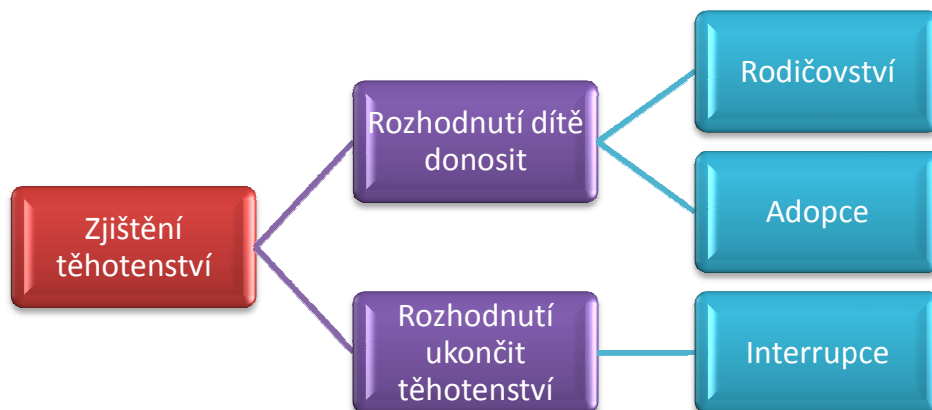 Zjištění
těhotenství
Rozhodnutí dítě
donosit
Rodičovství
Adopce
Rozhodnutí
ukončit
těhotenství
Interrupce